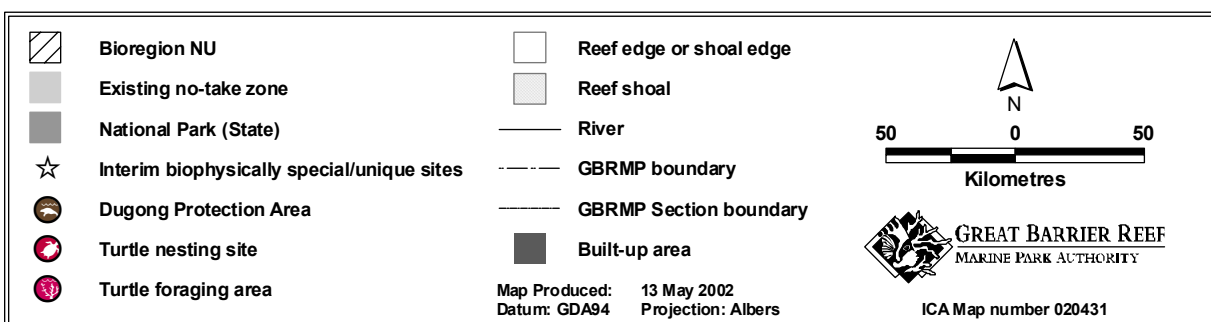 Bioregion NU
Existing no-take zone
National Park (State)
Interim biophysically special/unique sites
Dugong Protection Area
Turtle nesting site
Turtle foraging area
Reef edge or shoal edge
Reef shoal
River
GBRMP boundary
GBRMP Section boundary
Built-up area
Map Produced: 13 May 2002
Datum: GDA94 Projection: Albers
N
50 0 50
Kilometres
GREAT BARRIER REEF
MARINE PARK AUTHORITY
ICA Map number 020431